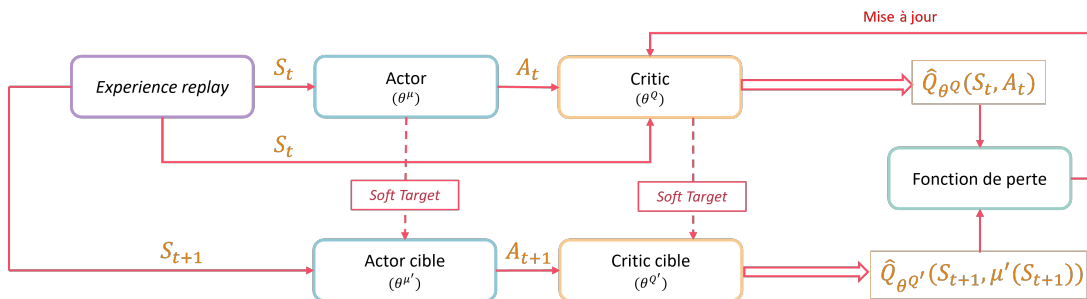 Mise à jour
Experience replay
S_t
Actor
(θ^μ)
A_t
Critic
(θ^Q)
Q̂_{θ^Q}(S_t, A_t)
S_t
Fonction de perte
Soft Target
Soft Target
S_{t+1}
Actor cible
(θ^{μ'})
A_{t+1}
Critic cible
(θ^{Q'})
Q̂_{θ^{Q'}}(S_{t+1}, μ'(S_{t+1}))